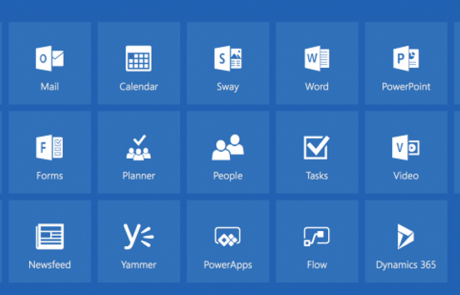 Mail
Calendar
Sway
Word
PowerPoint
Forms
Planner
People
Tasks
Video
Newsfeed
Yammer
PowerApps
Flow
Dynamics 365